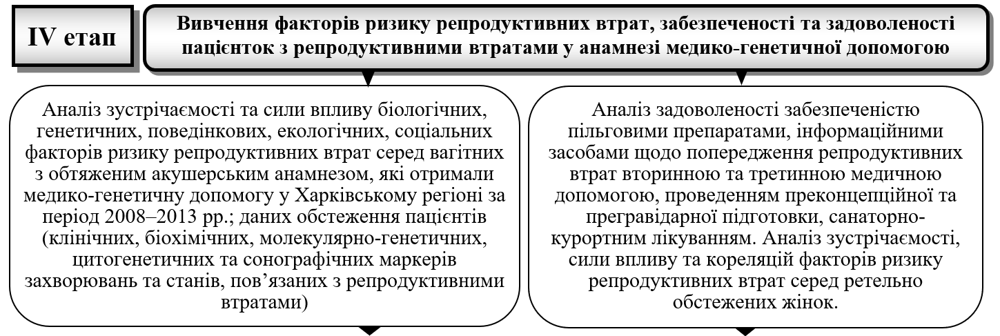 IV етап
Вивчення факторів ризику репродуктивних втрат, забезпеченості та задоволеності
пацієнток з репродуктивними втратами у анамнезі медико-генетичної допомогою
Аналіз зустрічаємості та сили впливу біологічних,
генетичних, поведінкових, екологічних, соціальних
факторів ризику репродуктивних втрат серед вагітних
з обтяженим акушерським анамнезом, які отримали
медико-генетичну допомогу у Харківському регіоні за
період 2008–2013 рр.; даних обстеження пацієнтів
(клінічних, біохімічних, молекулярно-генетичних,
цитогенетичних та сонографічних маркерів
захворювань та станів, пов’язаних з репродуктивними
втратами)
Аналіз задоволеності забезпеченістю
пільговими препаратами, інформаційними
засобами щодо попередження репродуктивних
втрат вторинною та третинною медичною
допомогою, проведенням преконцепційної та
прегравідарної підготовки, санаторно-
курортним лікуванням. Аналіз зустрічаємості,
сили впливу та кореляцій факторів ризику
репродуктивних втрат серед ретельно
обстежених жінок.